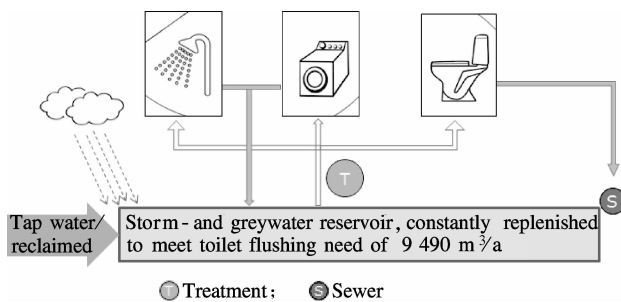 T
S
Tap water/
reclaimed
Storm - and greywater reservoir, constantly replenished
to meet toilet flushing need of 9 490 m³/a
T Treatment; S Sewer